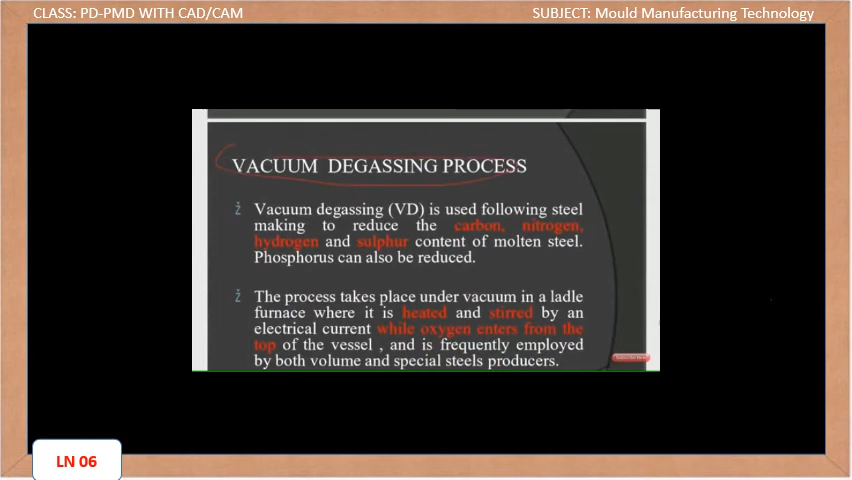 CLASS: PD-PMD WITH CAD/CAM
SUBJECT: Mould Manufacturing Technology
VACUUM DEGASSING PROCESS
Ž Vacuum degassing (VD) is used following steel
making to reduce the carbon, nitrogen,
hydrogen and sulphur content of molten steel.
Phosphorus can also be reduced.
Ž The process takes place under vacuum in a ladle
furnace where it is heated and stirred by an
electrical current while oxygen enters from the
top of the vessel , and is frequently employed
by both volume and special steels producers.
LN 06